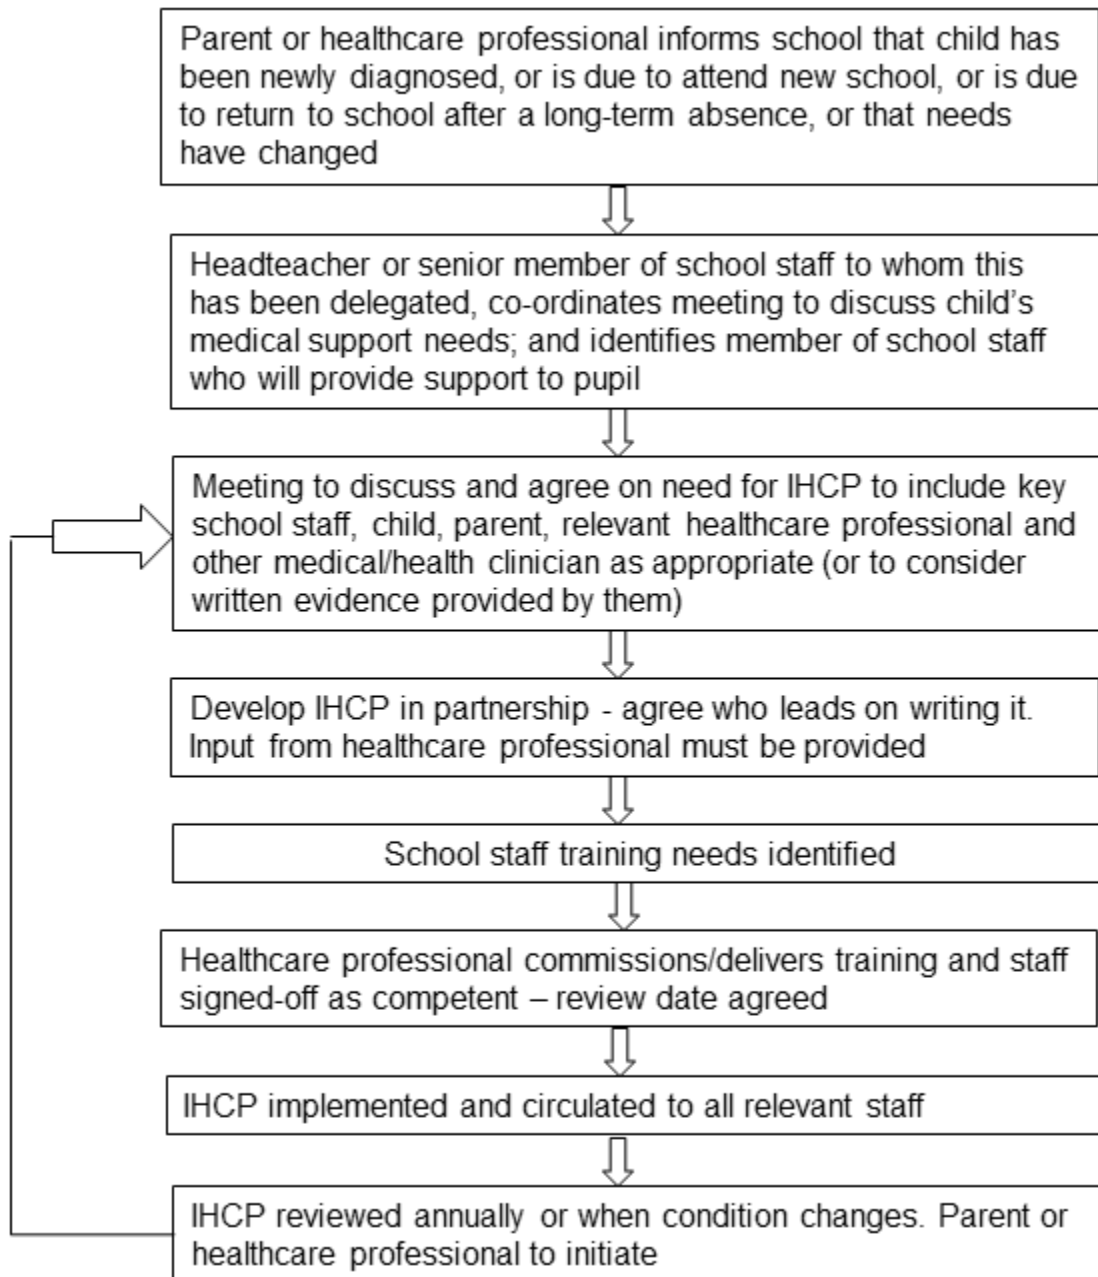 Parent or healthcare professional informs school that child has
been newly diagnosed, or is due to attend new school, or is due
to return to school after a long-term absence, or that needs
have changed
Headteacher or senior member of school staff to whom this
has been delegated, co-ordinates meeting to discuss child's
medical support needs; and identifies member of school staff
who will provide support to pupil
Meeting to discuss and agree on need for IHCP to include key
school staff, child, parent, relevant healthcare professional and
other medical/health clinician as appropriate (or to consider
written evidence provided by them)
Develop IHCP in partnership - agree who leads on writing it.
Input from healthcare professional must be provided
School staff training needs identified
Healthcare professional commissions/delivers training and staff
signed-off as competent – review date agreed
IHCP implemented and circulated to all relevant staff
IHCP reviewed annually or when condition changes. Parent or
healthcare professional to initiate